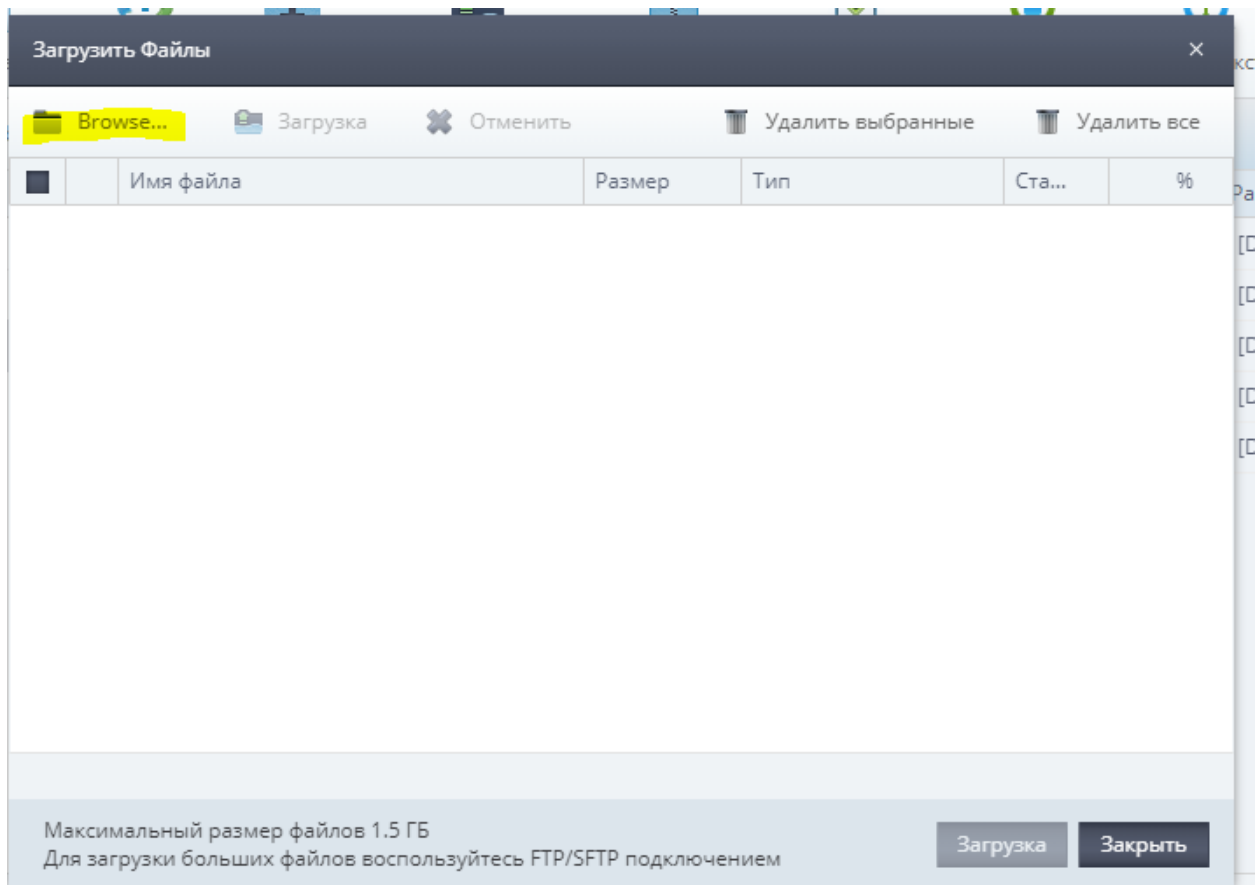 Загрузить Файлы
Browse... Загрузка Отменить Удалить выбранные Удалить все
Имя файла Размер Тип Ста... %
Максимальный размер файлов 1.5 ГБ
Для загрузки больших файлов воспользуйтесь FTP/SFTP подключением
Загрузка Закрыть